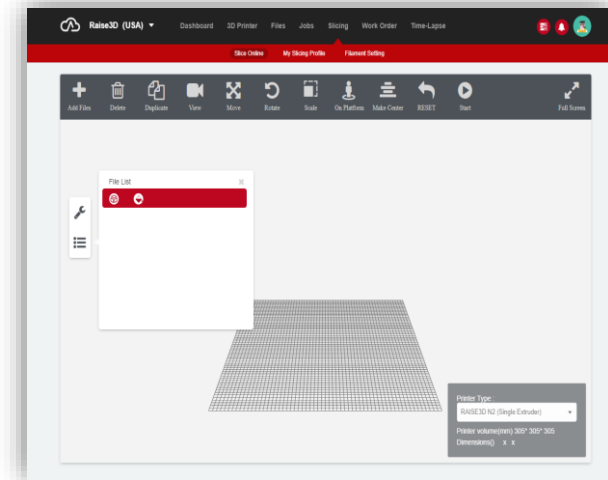 Raise3D (USA) Dashboard 3D Printer Files Jobs Slicing Work Order Time-Lapse
Slice Online My Slicing Profile Filament Setting
Add Files Delete Duplicate View Move Rotate Scale On Platform Make Center RESET Start Full Screen
File List
Printer Type :
RAISE3D N2 (Single Extruder)
Printer volume(mm) 305* 305* 305
Dimensions() x x